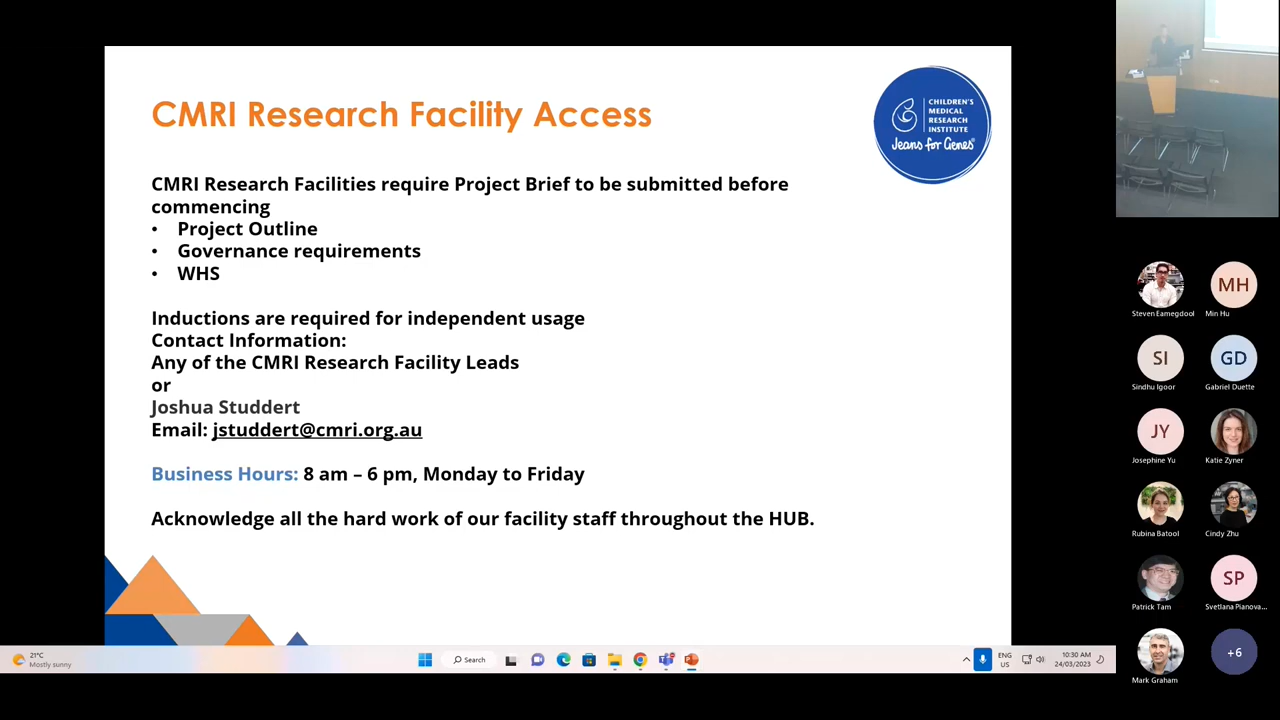 CMRI Research Facility Access
CHILDREN'S
MEDICAL
RESEARCH
INSTITUTE
Jeans for Genes
CMRI Research Facilities require Project Brief to be submitted before
commencing
• Project Outline
• Governance requirements
• WHS
Inductions are required for independent usage
Contact Information:
Any of the CMRI Research Facility Leads
or
Joshua Studdert
Email: jstuddert@cmri.org.au
Business Hours: 8 am – 6 pm, Monday to Friday
Acknowledge all the hard work of our facility staff throughout the HUB.
MH
Steven Eamegdool
Min Hu
SI
GD
Sindhu Igoor
Gabriel Duette
JY
Josephine Yu
Katie Zyner
Rubina Batool
Cindy Zhu
SP
Patrick Tam
Svetlana Pianova...
+6
Mark Graham
21°C
Mostly sunny
Search
ENG
US
10:30 AM
24/03/2023